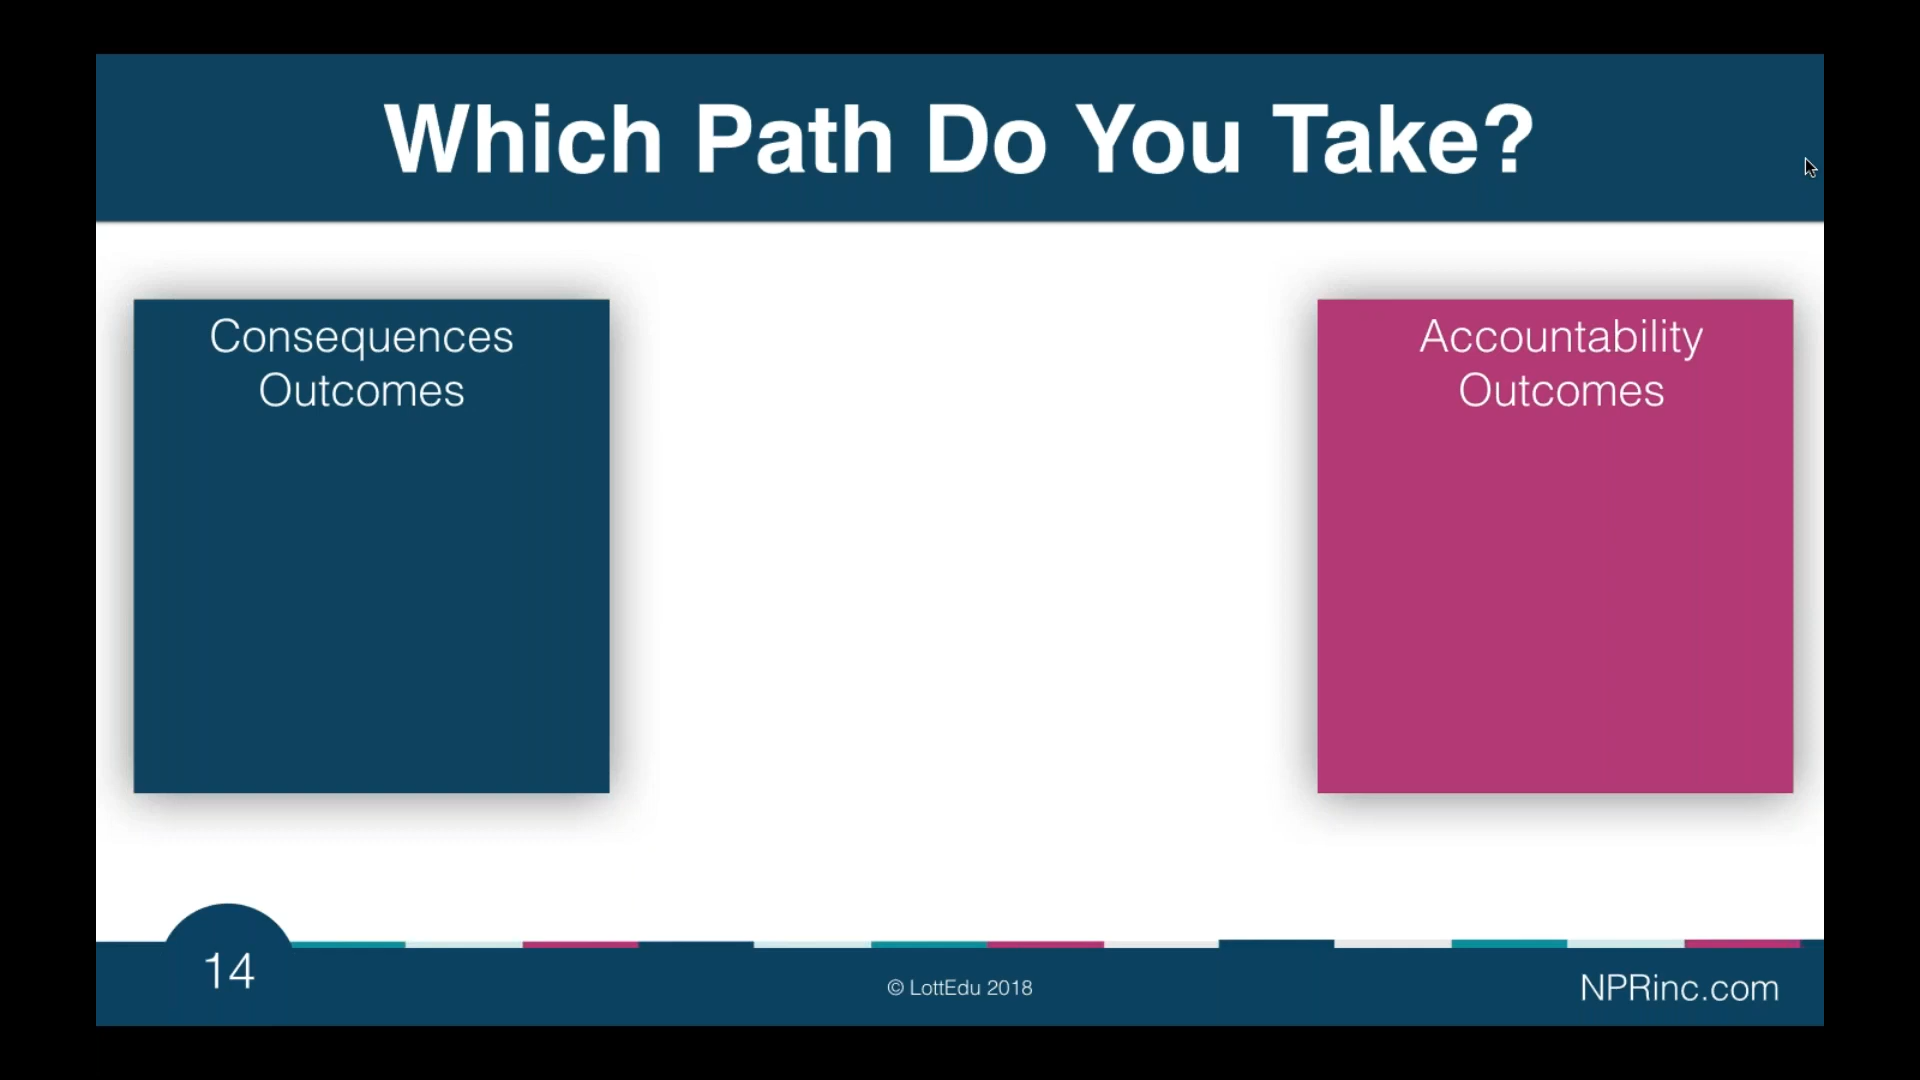 Which Path Do You Take?
Consequences
Outcomes
Accountability
Outcomes
14
© LottEdu 2018
NPRinc.com